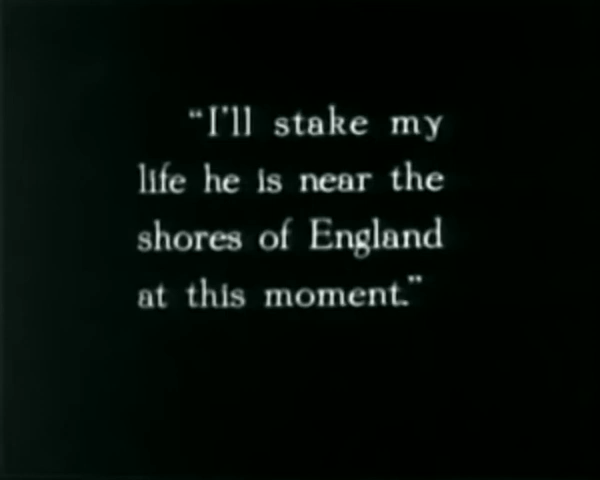 “I’ll stake my
life he is near the
shores of England
at this moment.”